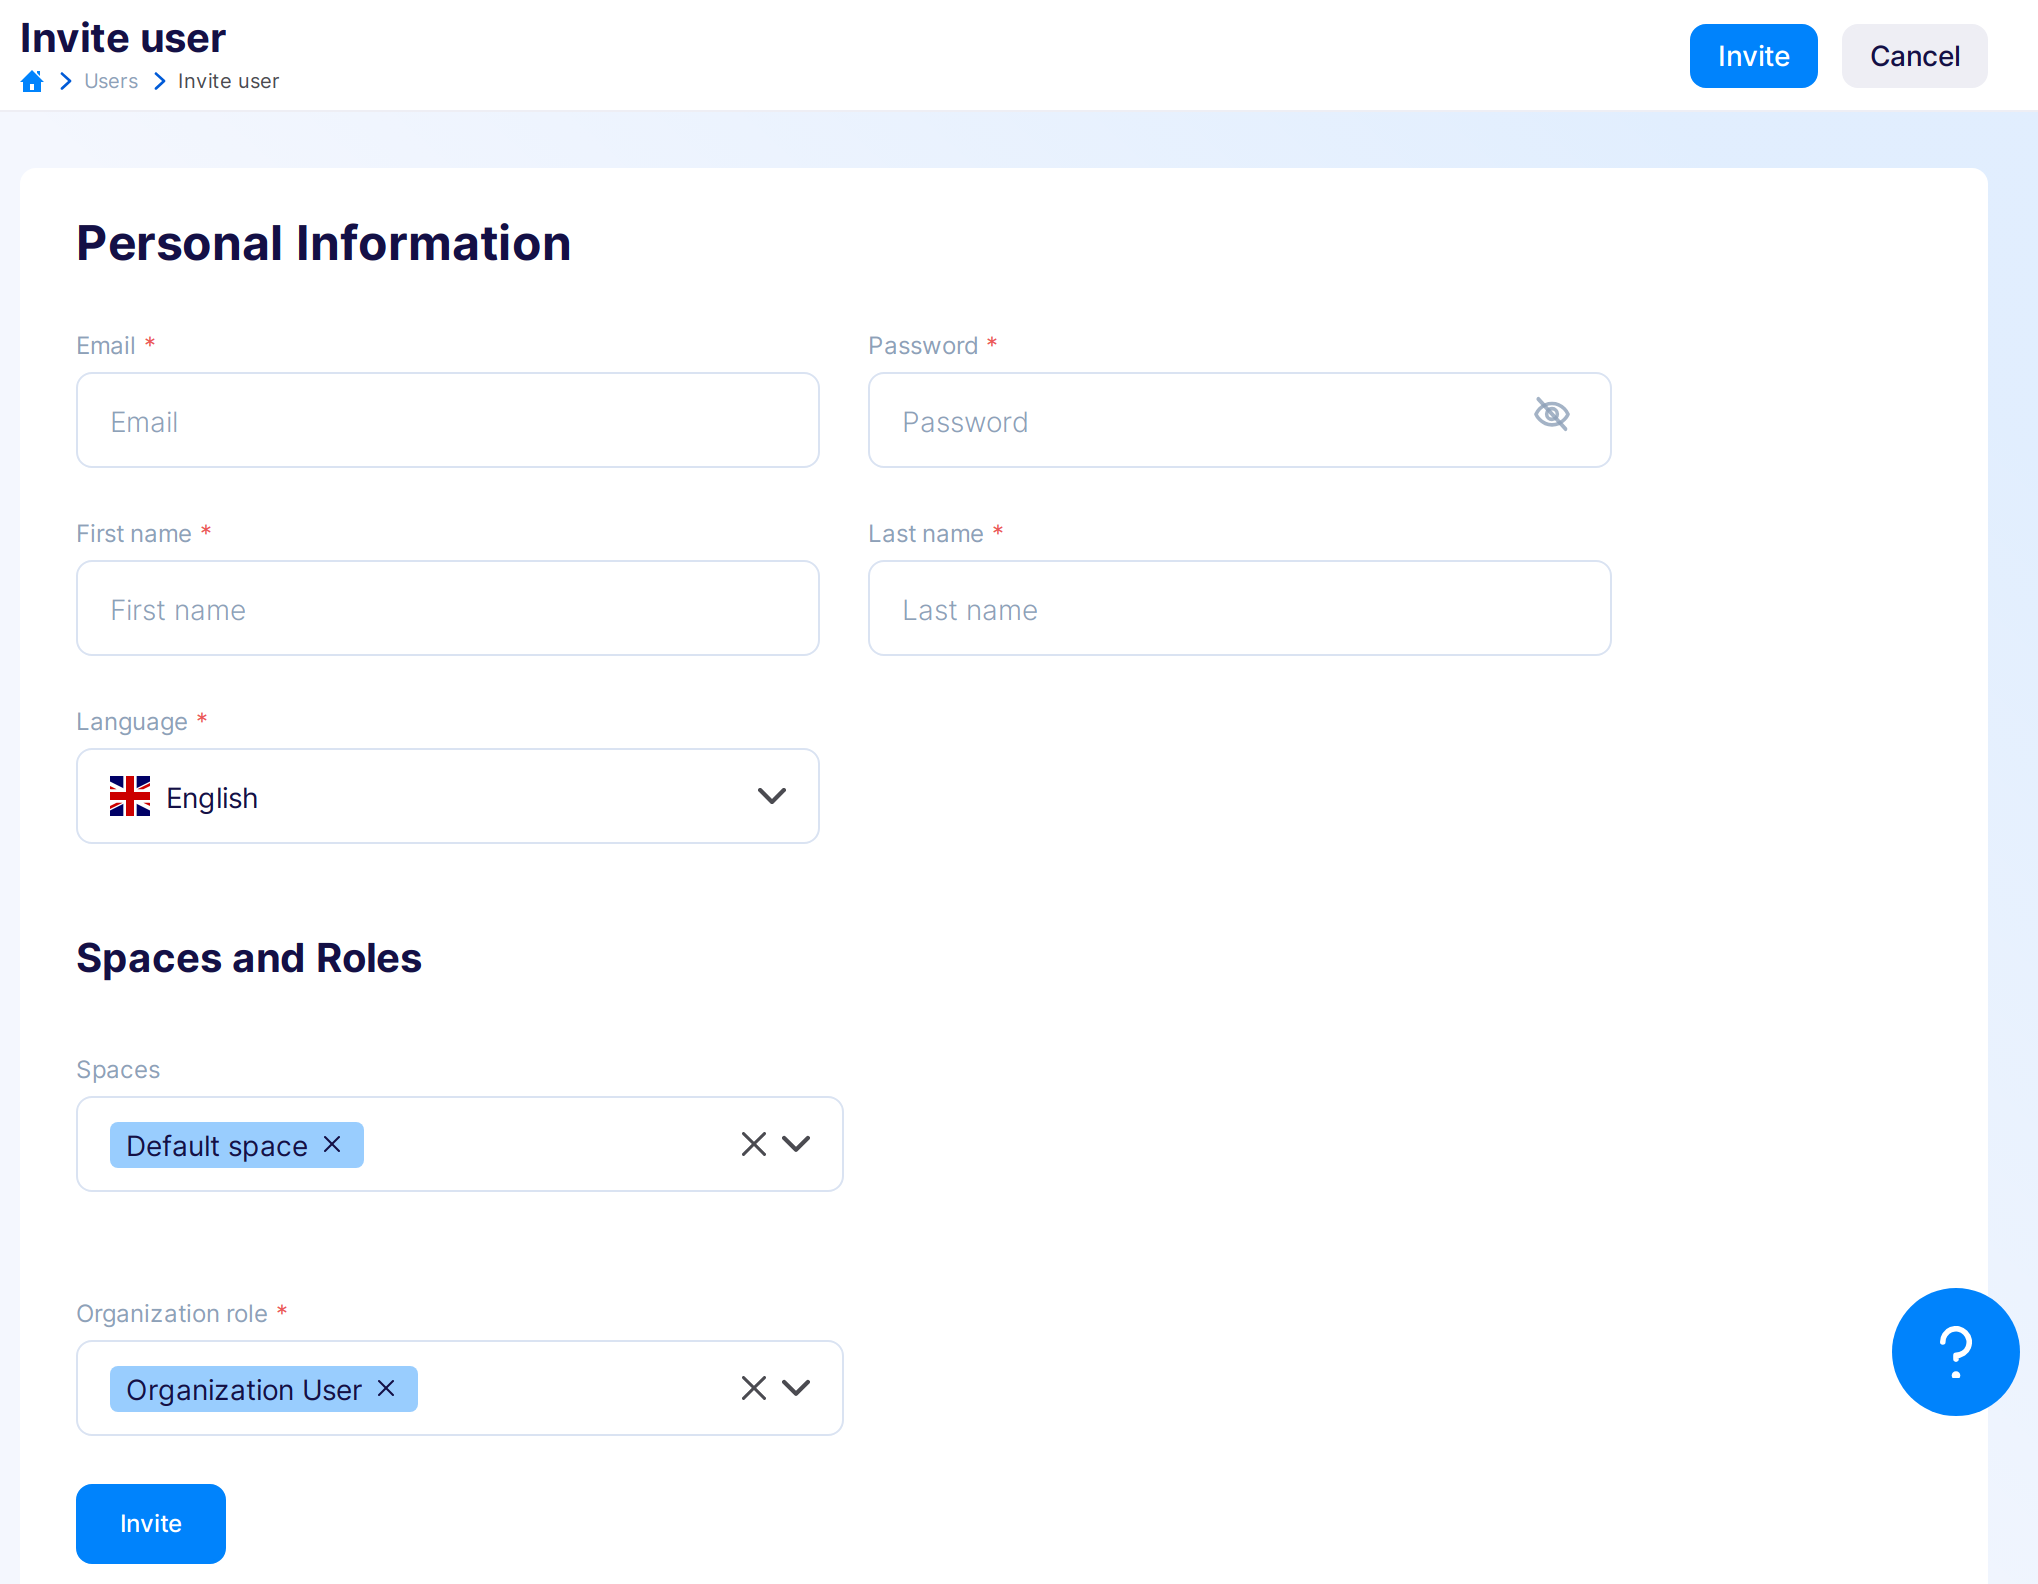 Invite user
Users Invite user
Invite Cancel
Personal Information
Email * Password *
Email Password
First name * Last name *
First name Last name
Language *
English
Spaces and Roles
Spaces
Default space
Organization role *
Organization User
Invite
?